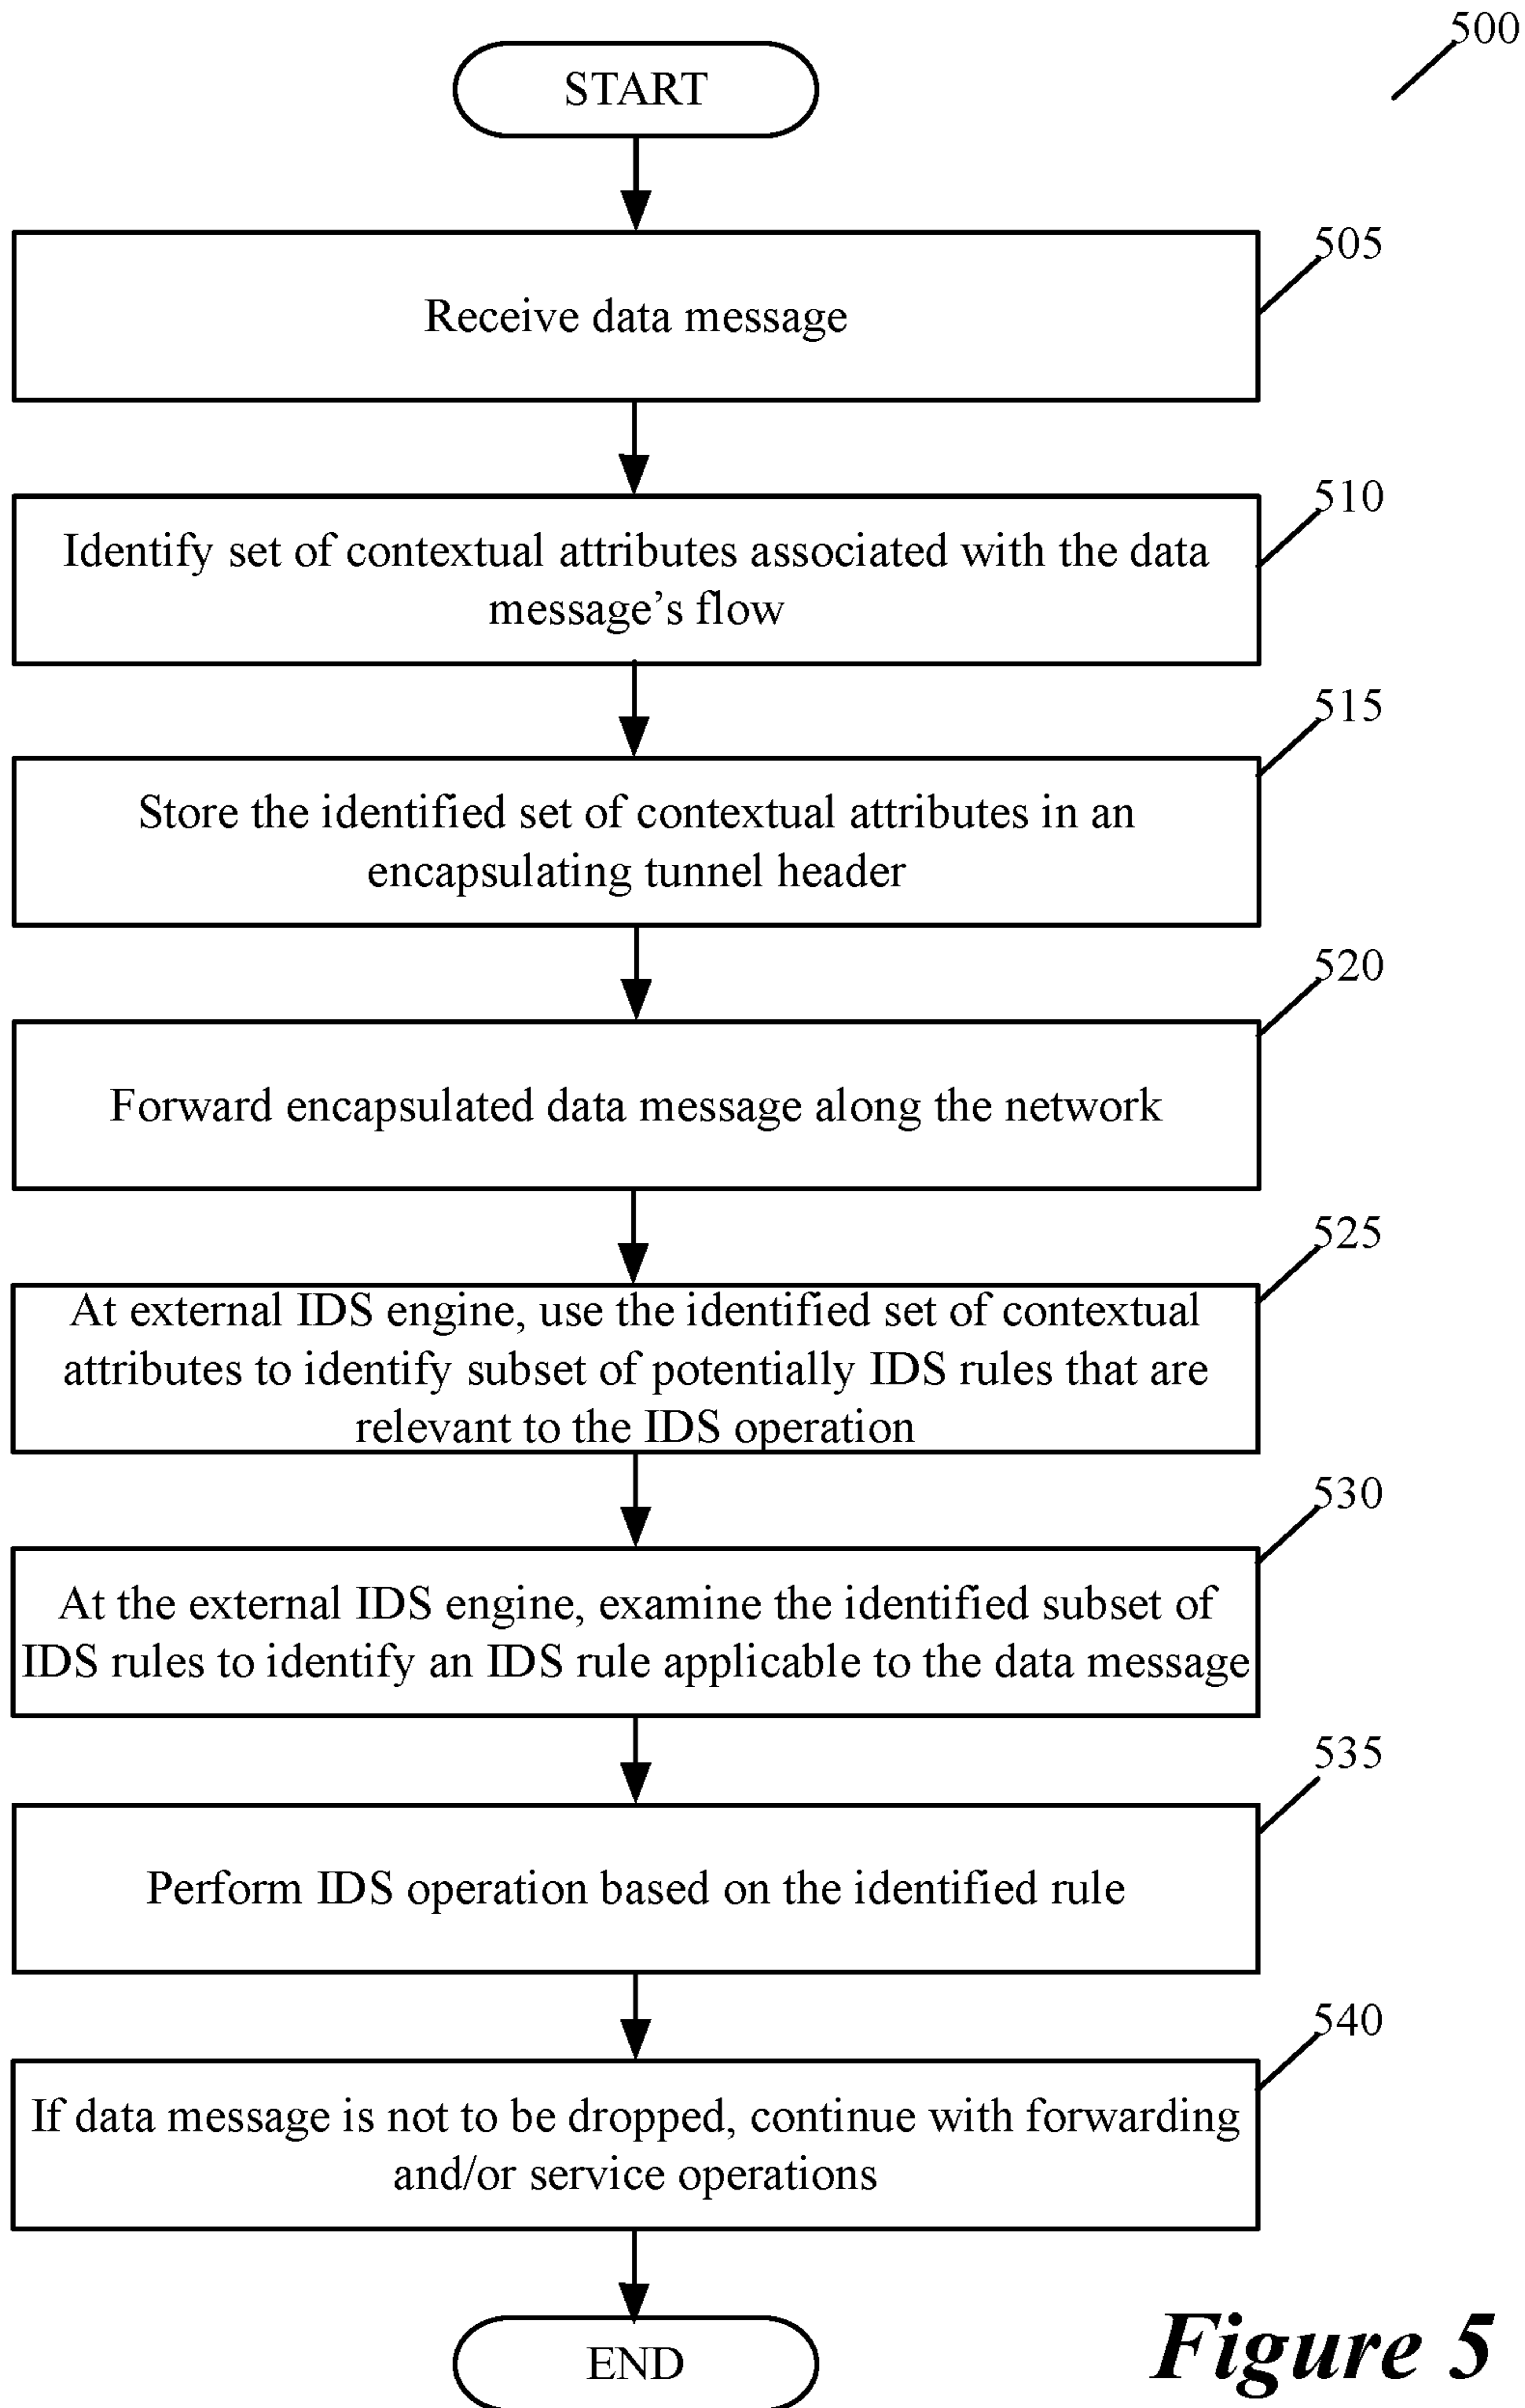 500
START
505
Receive data message
510
Identify set of contextual attributes associated with the data
message’s flow
515
Store the identified set of contextual attributes in an
encapsulating tunnel header
520
Forward encapsulated data message along the network
525
At external IDS engine, use the identified set of contextual
attributes to identify subset of potentially IDS rules that are
relevant to the IDS operation
530
At the external IDS engine, examine the identified subset of
IDS rules to identify an IDS rule applicable to the data message
535
Perform IDS operation based on the identified rule
540
If data message is not to be dropped, continue with forwarding
and/or service operations
END
Figure 5